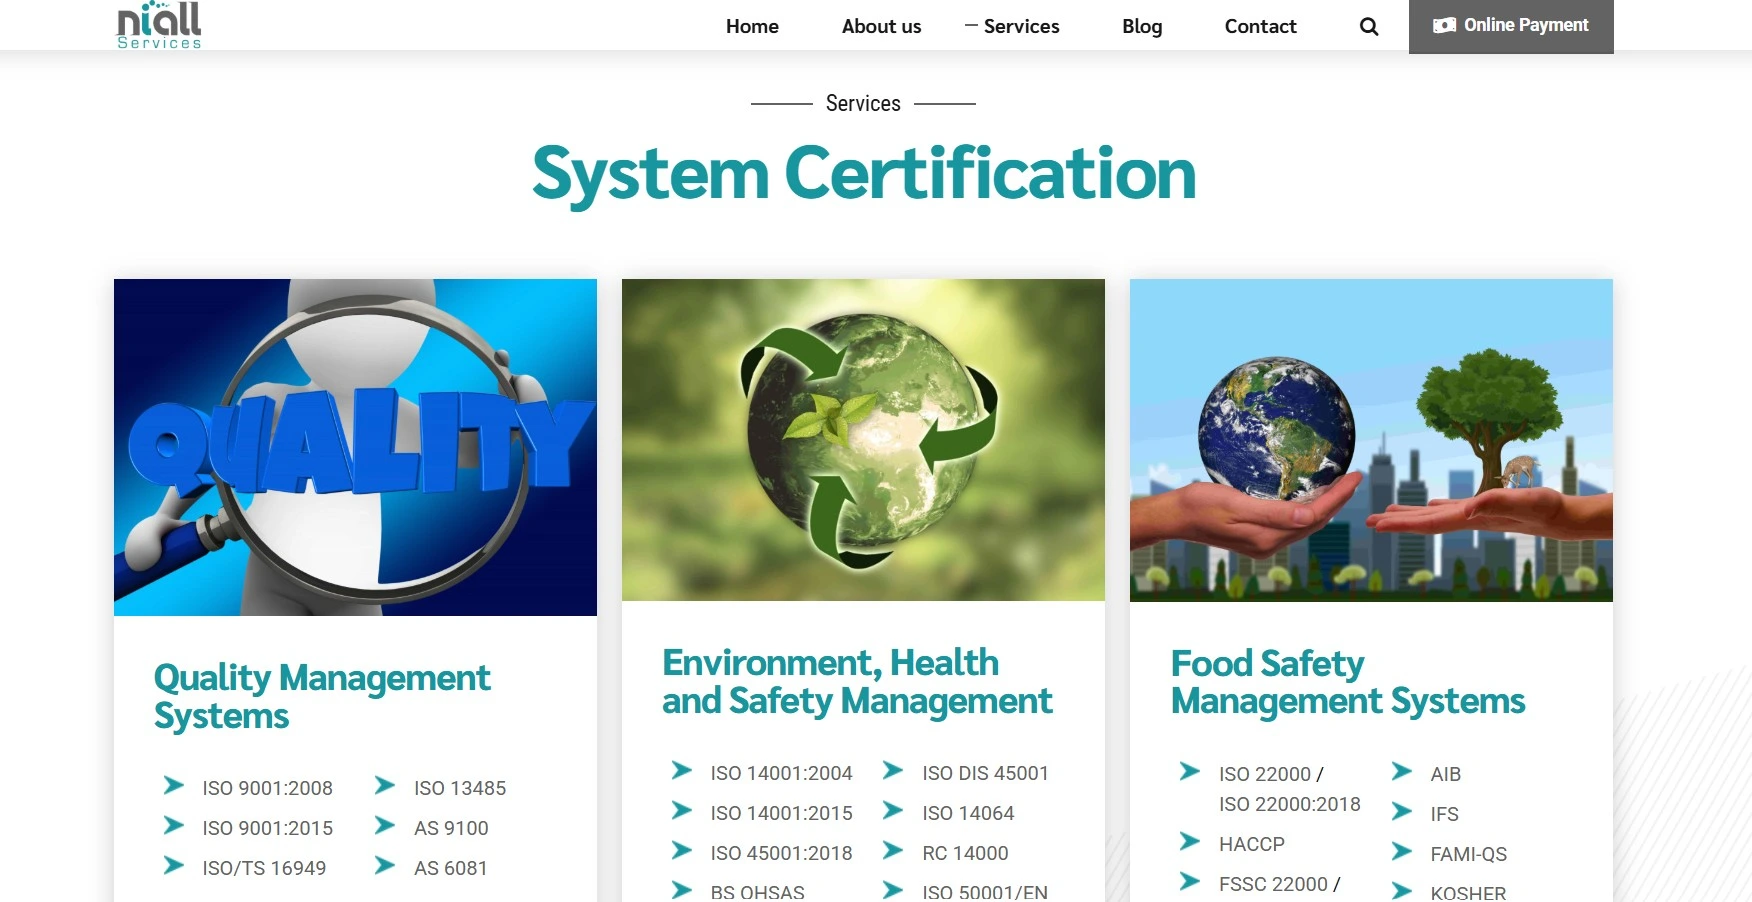 niall
Services
Home
About us
Services
Blog
Contact
Online Payment
Services
System Certification
QUALITY
Quality Management
Systems
ISO 9001:2008
ISO 9001:2015
ISO/TS 16949
ISO 13485
AS 9100
AS 6081
Environment, Health
and Safety Management
ISO 14001:2004
ISO 14001:2015
ISO 45001:2018
BS OHSAS
ISO DIS 45001
ISO 14064
RC 14000
ISO 50001/EN
Food Safety
Management Systems
ISO 22000 /
ISO 22000:2018
HACCP
FSSC 22000 /
AIB
IFS
FAMI-QS
KOSHER